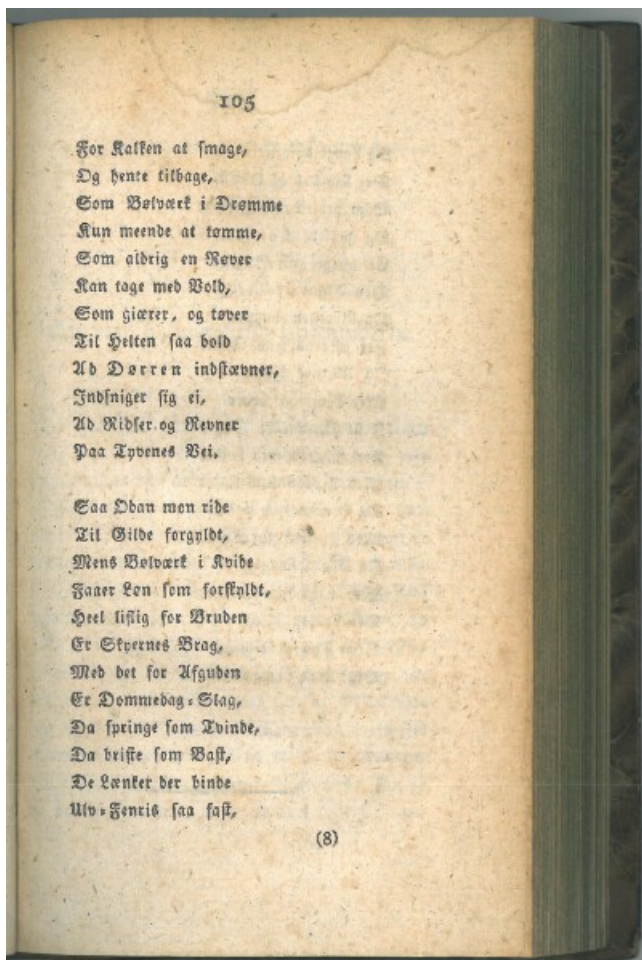 105
For Kalken at smage,
Og hente tilbage,
Som Bølværk i Drømme
Kun meende at tømme,
Som aldrig en Røver
Kan tage med Vold,
Som giærer, og tøver
Til Helten saa bold
Ad Dørren indstævner,
Indsniger sig ei,
Ad Ridser og Revner
Paa Tyvenes Vei.
Saa Odan mon ride
Til Gilde forgyldt,
Mens Bølværk i Kvide
Faaer Løn som forskyldt,
Heel listig for Bruden
Er Skyernes Brag,
Med det for Afguden
Er Dommedag-Slag,
Da springe som Tvinde,
Da briste som Bast,
De Lænker der binde
Ulv-Fenris saa fast,
(8)